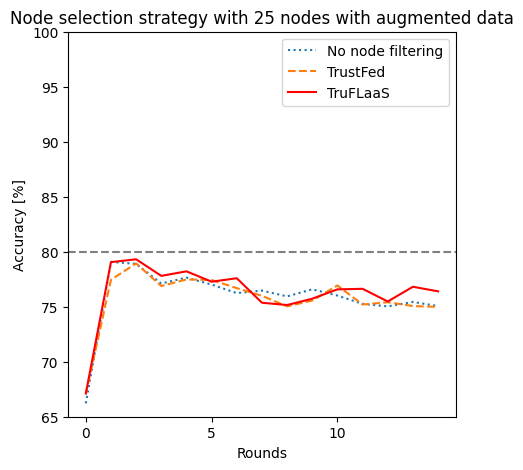 Node selection strategy with 25 nodes with augmented data
100
95
90
85
80
75
70
65
Accuracy [%]
No node filtering
TrustFed
TruFLaaS
0
5
10
Rounds